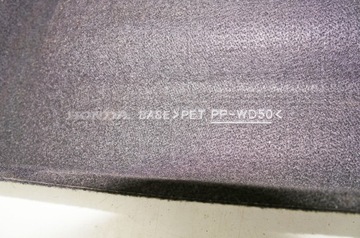 HONDA BASE>PET PP-WD50<